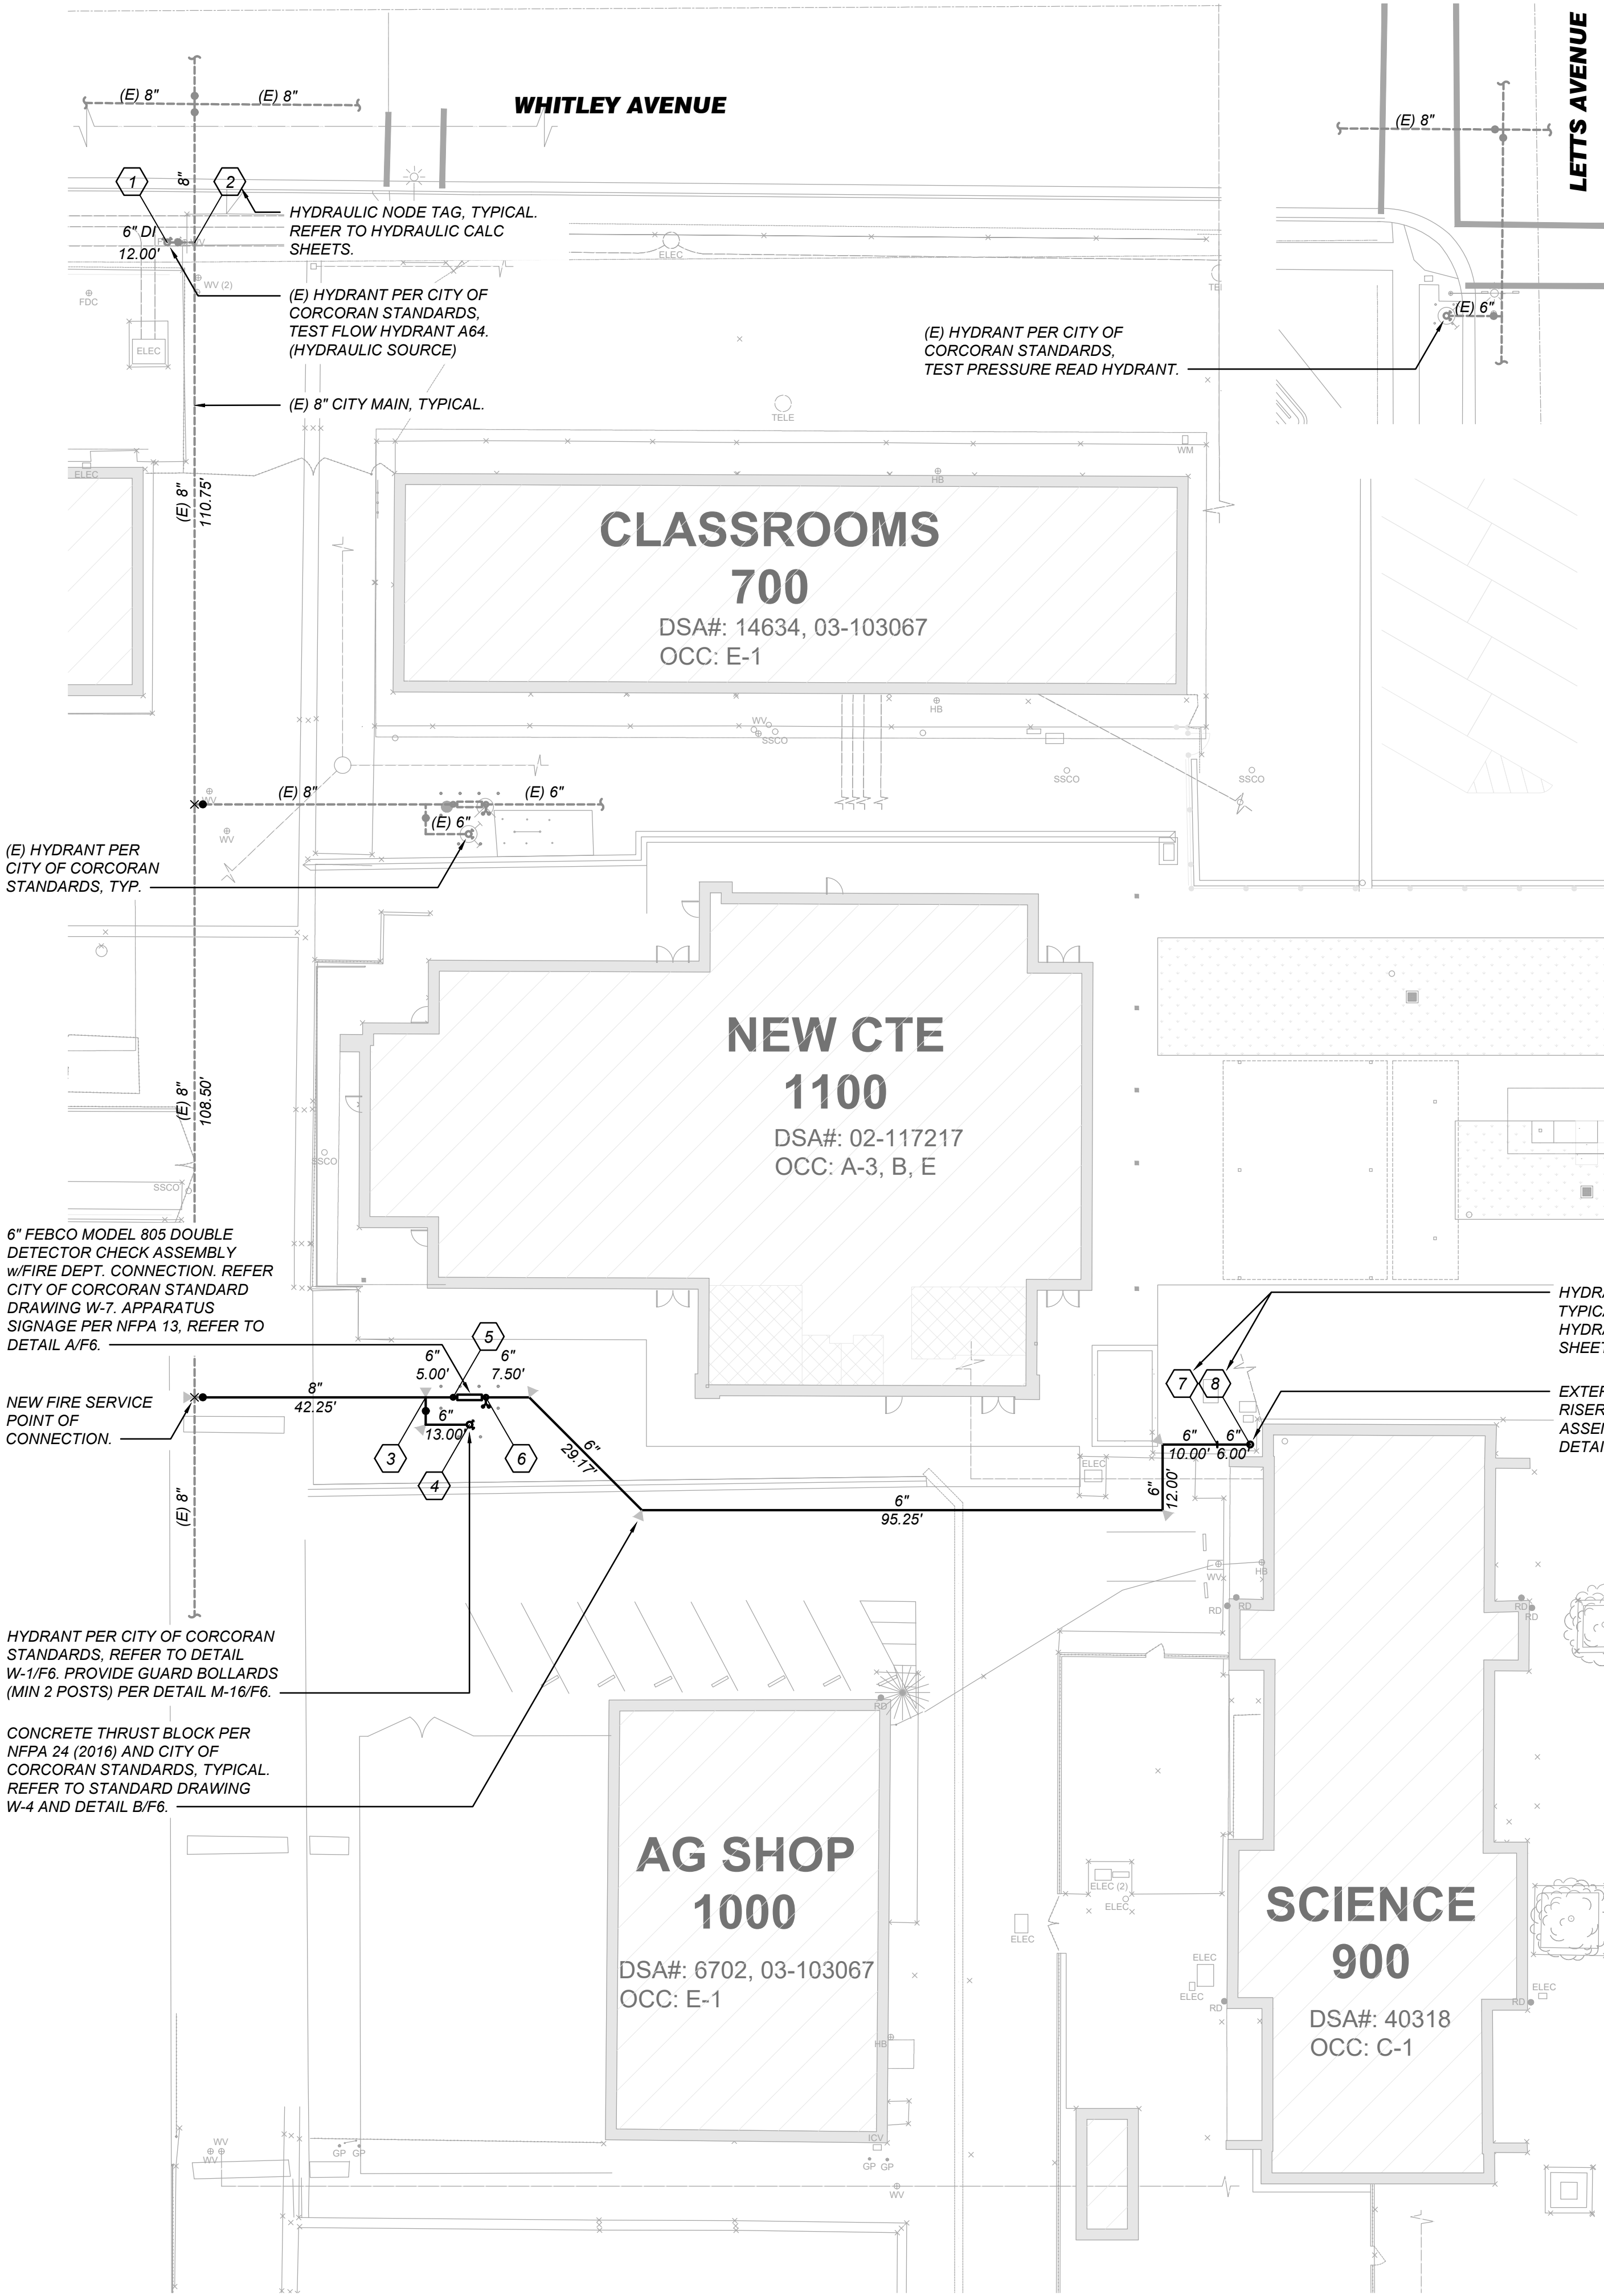 WHITLEY AVENUE
LETTS AVENUE
(E) 8"
(E) 8"
8"
(E) 8"
1
2
6" DI
12.00'
HYDRAULIC NODE TAG, TYPICAL.
REFER TO HYDRAULIC CALC
SHEETS.
WV (2)
FDC
ELEC
ELEC
(E) HYDRANT PER CITY OF
CORCORAN STANDARDS,
TEST FLOW HYDRANT A64.
(HYDRAULIC SOURCE)
(E) 6"
(E) HYDRANT PER CITY OF
CORCORAN STANDARDS,
TEST PRESSURE READ HYDRANT.
(E) 8" CITY MAIN, TYPICAL.
TELE
WM
ELEC
HB
(E) 8"
110.75'
CLASSROOMS
700
DSA#: 14634, 03-103067
OCC: E-1
HB
WV
SSCO
SSCO
SSCO
(E) 8"
(E) 6"
WV
(E) 6"
WV
(E) HYDRANT PER
CITY OF CORCORAN
STANDARDS, TYP.
NEW CTE
1100
DSA#: 02-117217
OCC: A-3, B, E
(E) 8"
108.50'
SSCO
SSCO
6" FEBCO MODEL 805 DOUBLE
DETECTOR CHECK ASSEMBLY
w/FIRE DEPT. CONNECTION. REFER
CITY OF CORCORAN STANDARD
DRAWING W-7. APPARATUS
SIGNAGE PER NFPA 13, REFER TO
DETAIL A/F6.
5
6"
5.00'
6"
7.50'
7
8
NEW FIRE SERVICE
POINT OF
CONNECTION.
8"
42.25'
6"
13.00'
3
4
6
6"
29.17'
6"
10.00'
6"
6.00'
6"
12.00'
ELEC
6"
95.25'
(E) 8"
WV
HB
RD
RD
RD
RD
HYDRANT PER CITY OF CORCORAN
STANDARDS, REFER TO DETAIL
W-1/F6. PROVIDE GUARD BOLLARDS
(MIN 2 POSTS) PER DETAIL M-16/F6.
RD
CONCRETE THRUST BLOCK PER
NFPA 24 (2016) AND CITY OF
CORCORAN STANDARDS, TYPICAL.
REFER TO STANDARD DRAWING
W-4 AND DETAIL B/F6.
AG SHOP
1000
DSA#: 6702, 03-103067
OCC: E-1
ELEC (2)
ELEC
ELEC
SCIENCE
900
DSA#: 40318
OCC: C-1
ELEC
ELEC
RD
RD
ELEC
HB
ICV
GP
GP
GP
GP
WV
WV
WV